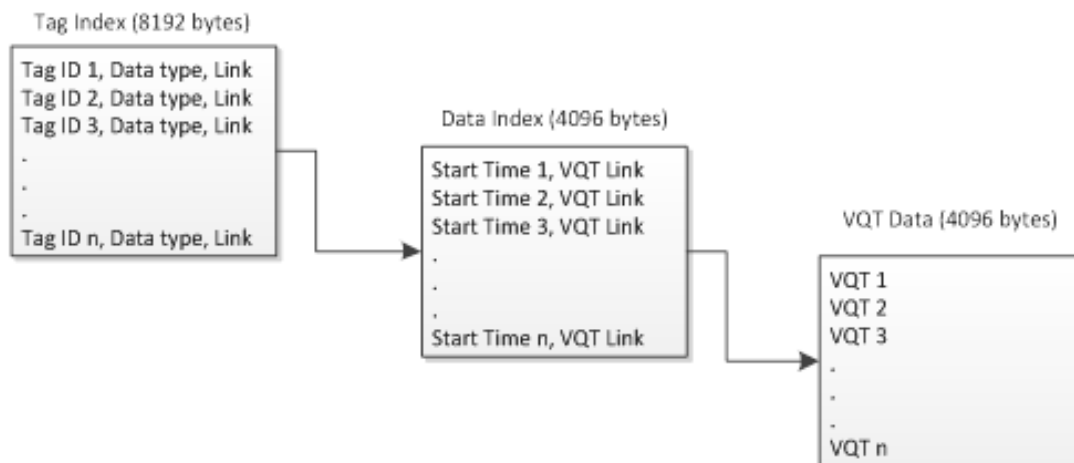 Tag Index (8192 bytes)
Tag ID 1, Data type, Link
Tag ID 2, Data type, Link
Tag ID 3, Data type, Link
.
.
.
Tag ID n, Data type, Link
Data Index (4096 bytes)
Start Time 1, VQT Link
Start Time 2, VQT Link
Start Time 3, VQT Link
.
.
.
Start Time n, VQT Link
VQT Data (4096 bytes)
VQT 1
VQT 2
VQT 3
.
.
.
VQT n